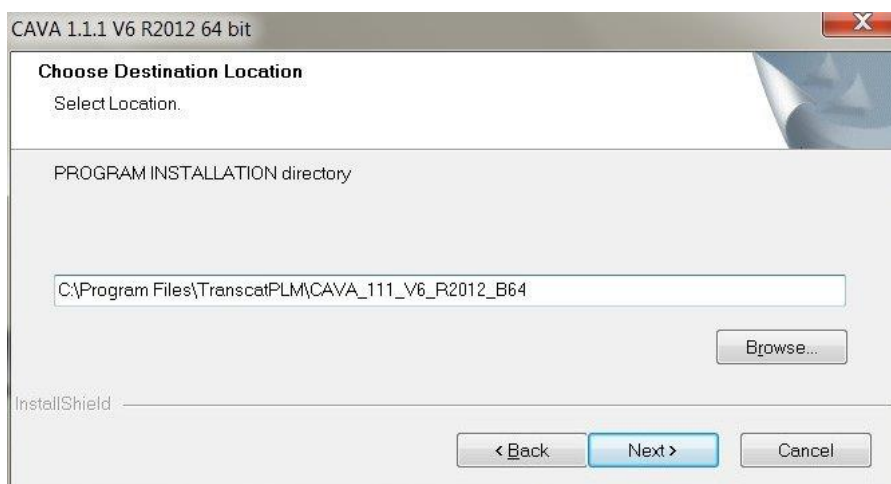 CAVA 1.1.1 V6 R2012 64 bit
Choose Destination Location
Select Location.
PROGRAM INSTALLATION directory
C:\Program Files\TranscatPLM\CAVA_111_V6_R2012_B64
Browse...
InstallShield
< Back Next > Cancel